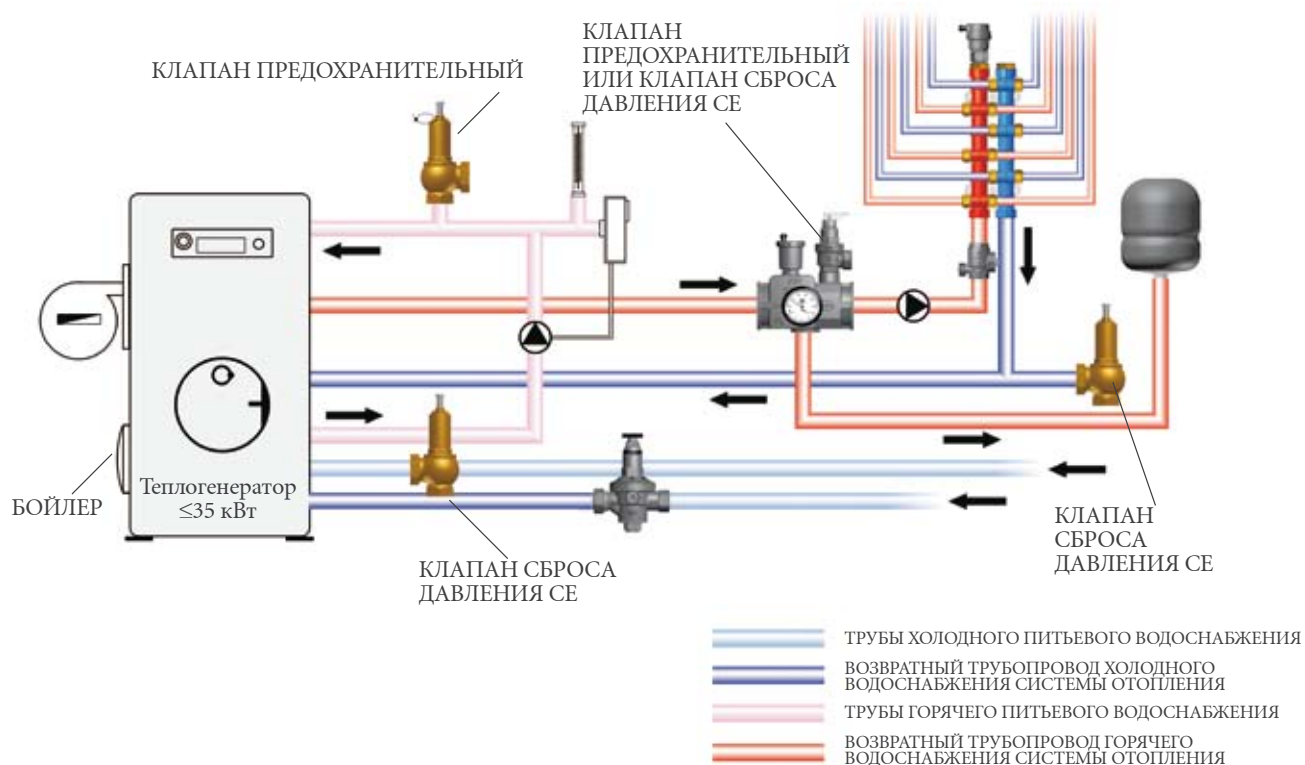 КЛАПАН
ПРЕДОХРАНИТЕЛЬНЫЙ
ИЛИ КЛАПАН СБРОСА
ДАВЛЕНИЯ CE
КЛАПАН ПРЕДОХРАНИТЕЛЬНЫЙ
БОЙЛЕР
Теплогенератор
≤35 кВт
КЛАПАН СБРОСА
ДАВЛЕНИЯ CE
КЛАПАН
СБРОСА
ДАВЛЕНИЯ CE
ТРУБЫ ХОЛОДНОГО ПИТЬЕВОГО ВОДОСНАБЖЕНИЯ
ВОЗВРАТНЫЙ ТРУБОПРОВОД ХОЛОДНОГО
ВОДОСНАБЖЕНИЯ СИСТЕМЫ ОТОПЛЕНИЯ
ТРУБЫ ГОРЯЧЕГО ПИТЬЕВОГО ВОДОСНАБЖЕНИЯ
ВОЗВРАТНЫЙ ТРУБОПРОВОД ГОРЯЧЕГО
ВОДОСНАБЖЕНИЯ СИСТЕМЫ ОТОПЛЕНИЯ